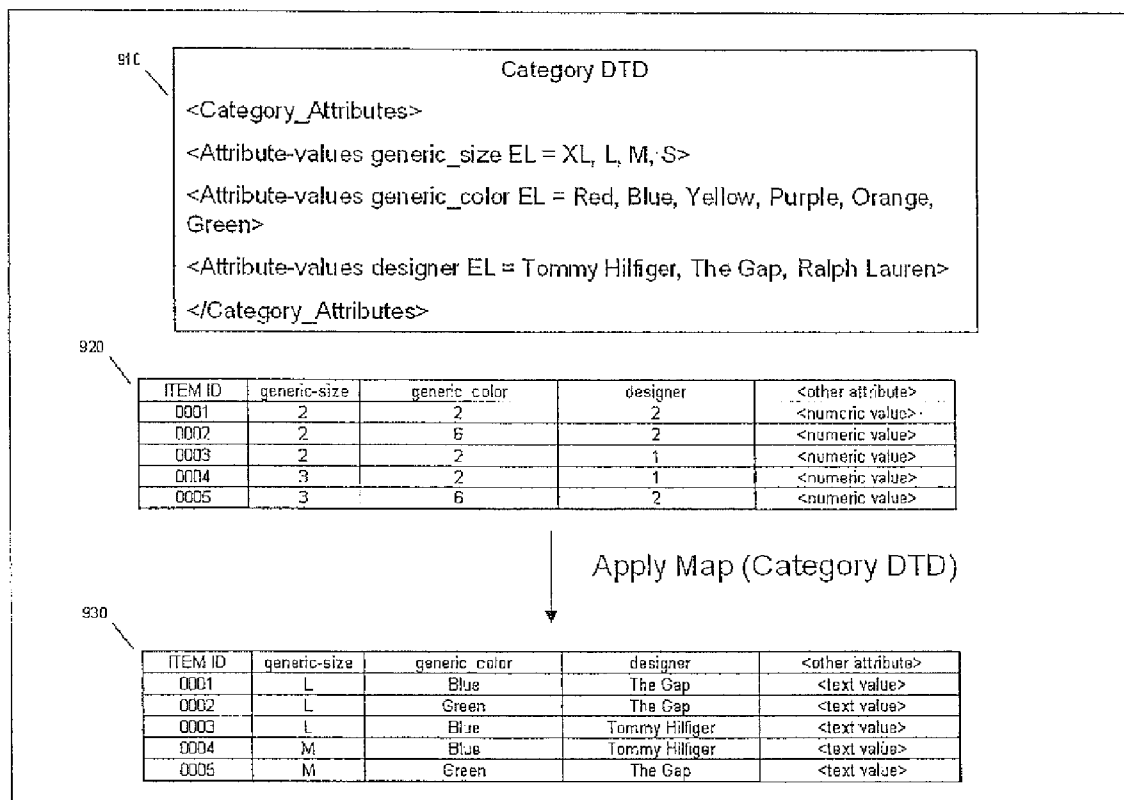 910
Category DTD
<Category_Attributes>
<Attribute-values generic_size EL = XL, L, M, S>
<Attribute-values generic_color EL = Red, Blue, Yellow, Purple, Orange,
Green>
<Attribute-values designer EL = Tommy Hilfiger, The Gap, Ralph Lauren>
</Category_Attributes>
920
ITEM ID generic-size generic_color designer <other attribute>
0001 2 2 2 <numeric value>
0002 2 6 2 <numeric value>
0003 2 2 1 <numeric value>
0004 3 2 1 <numeric value>
0005 3 6 2 <numeric value>
Apply Map (Category DTD)
930
ITEM ID generic-size generic_color designer <other attribute>
0001 L Blue The Gap <text value>
0002 L Green The Gap <text value>
0003 L Blue Tommy Hilfiger <text value>
0004 M Blue Tommy Hilfiger <text value>
0005 M Green The Gap <text value>